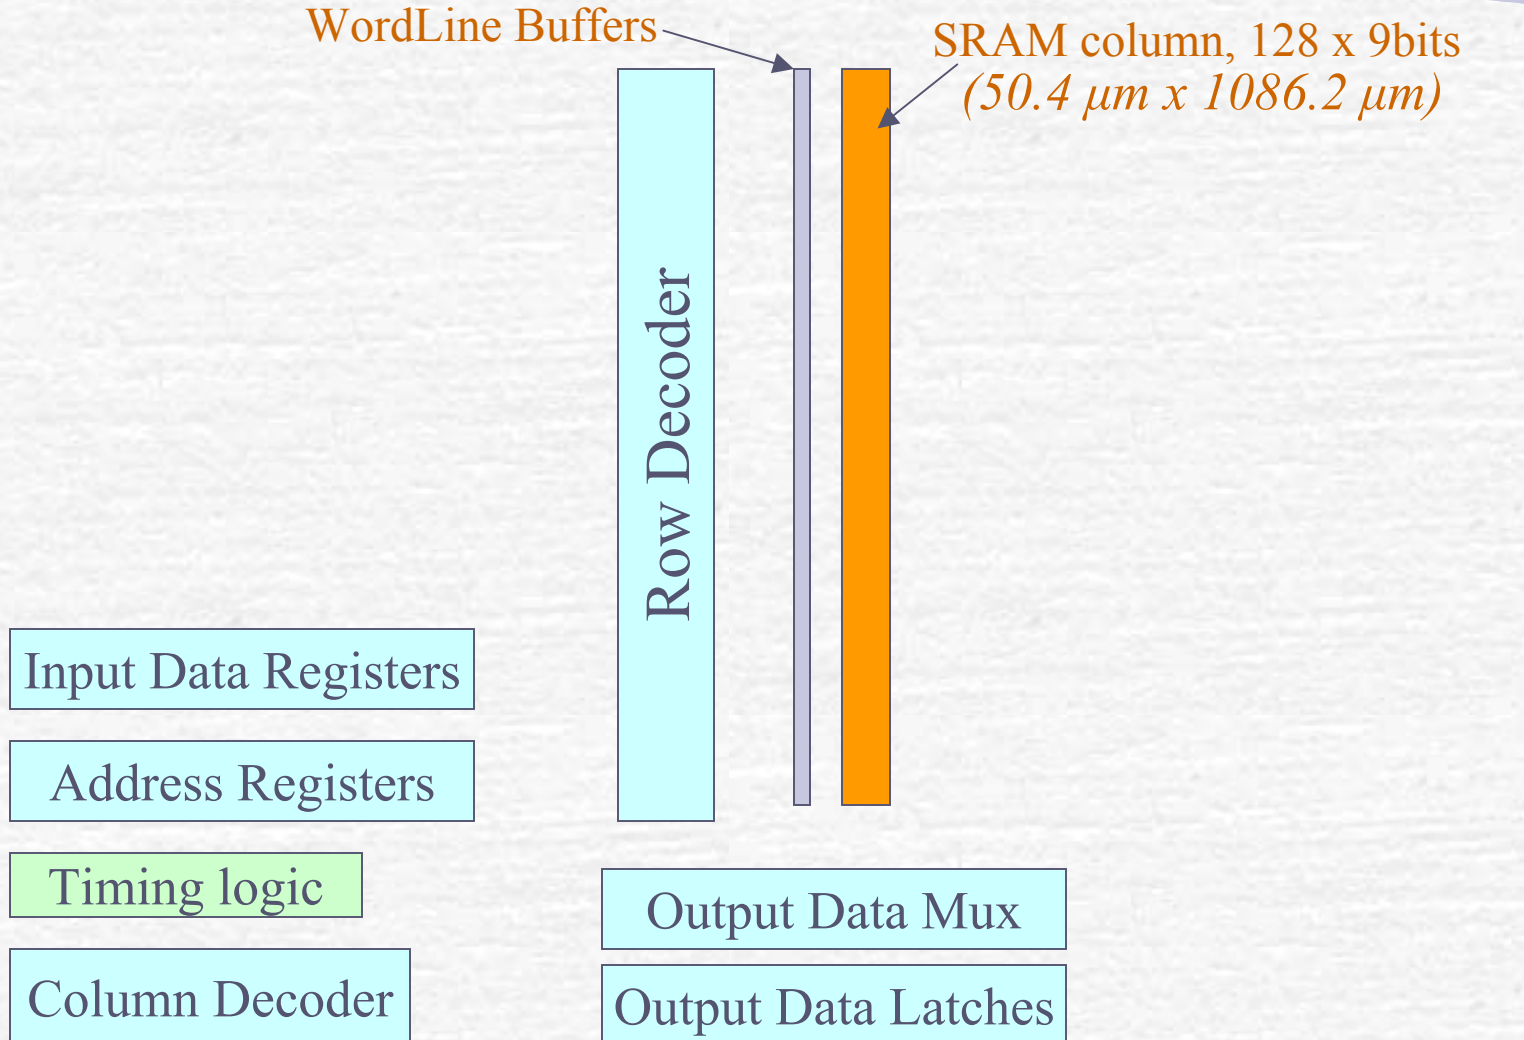 WordLine Buffers
SRAM column, 128 x 9bits
(50.4 μm x 1086.2 μm)
Row Decoder
Input Data Registers
Address Registers
Timing logic
Column Decoder
Output Data Mux
Output Data Latches